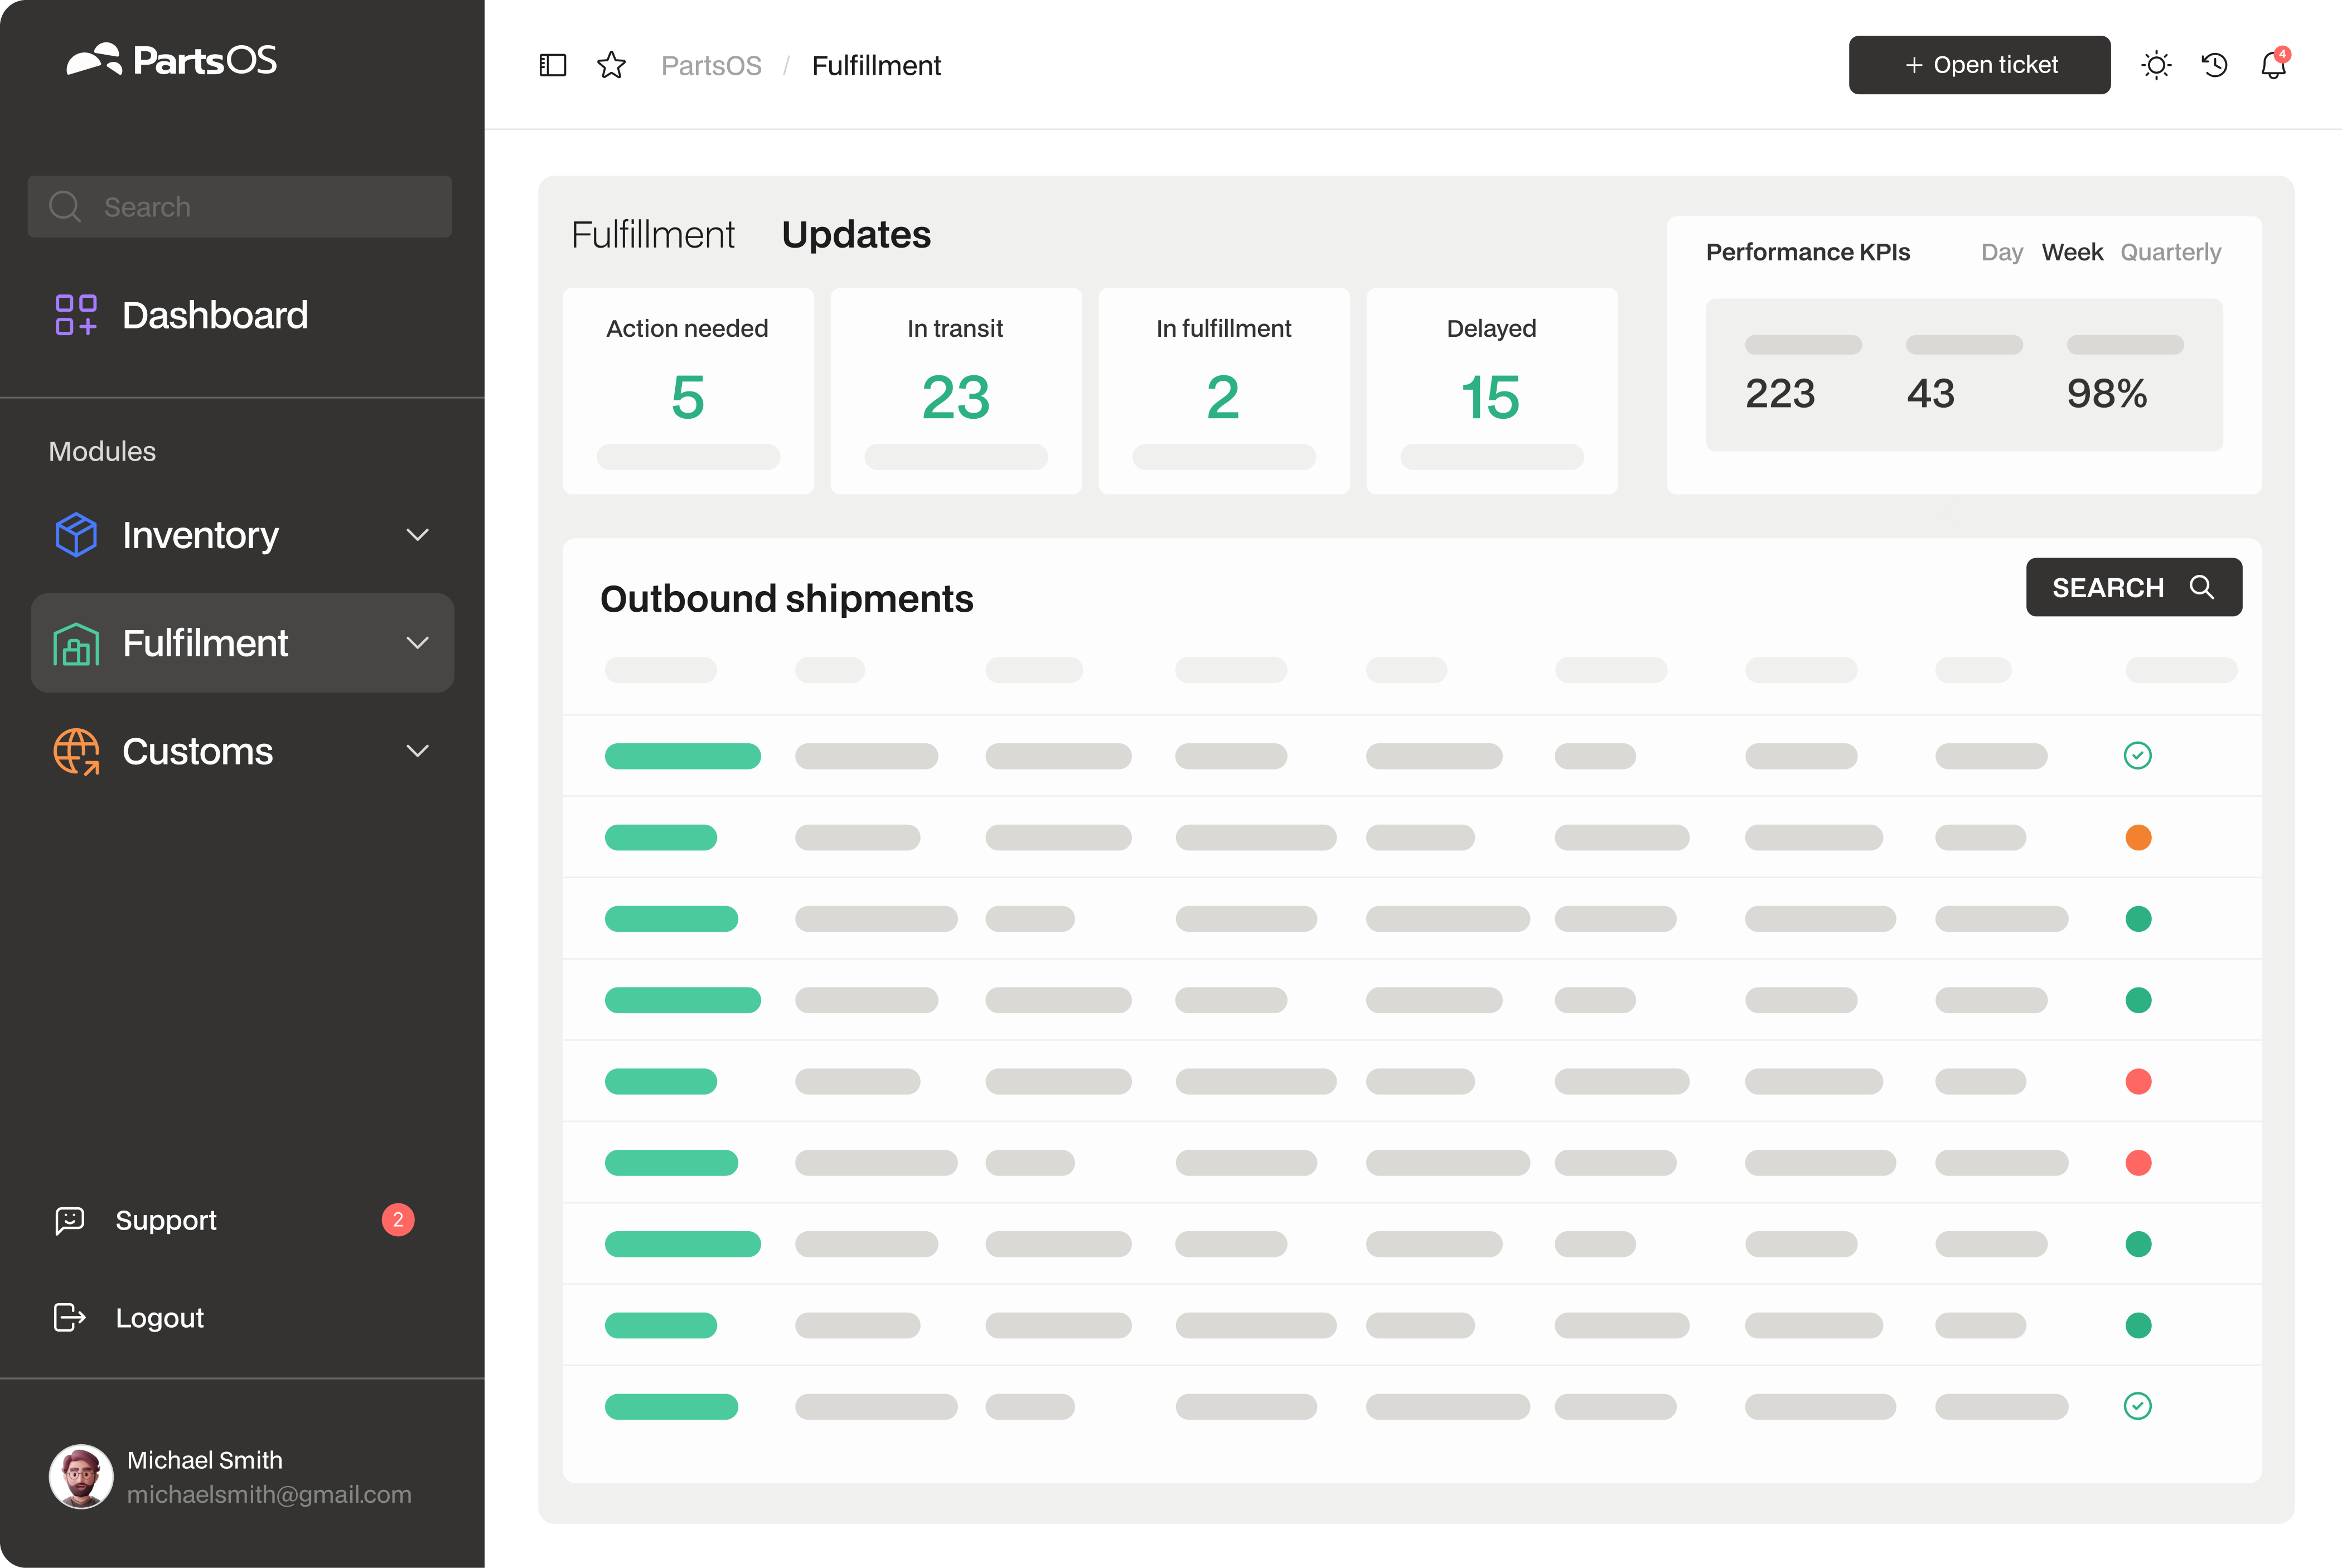 PartsOS
Search
Dashboard
Modules
Inventory
Fulfilment
Customs
Support 2
Logout
Michael Smith
michaelsmith@gmail.com
PartsOS / Fulfillment
+ Open ticket
4
Fulfillment Updates
Action needed
5
In transit
23
In fulfillment
2
Delayed
15
Performance KPIs Day Week Quarterly
223 43 98%
Outbound shipments
SEARCH